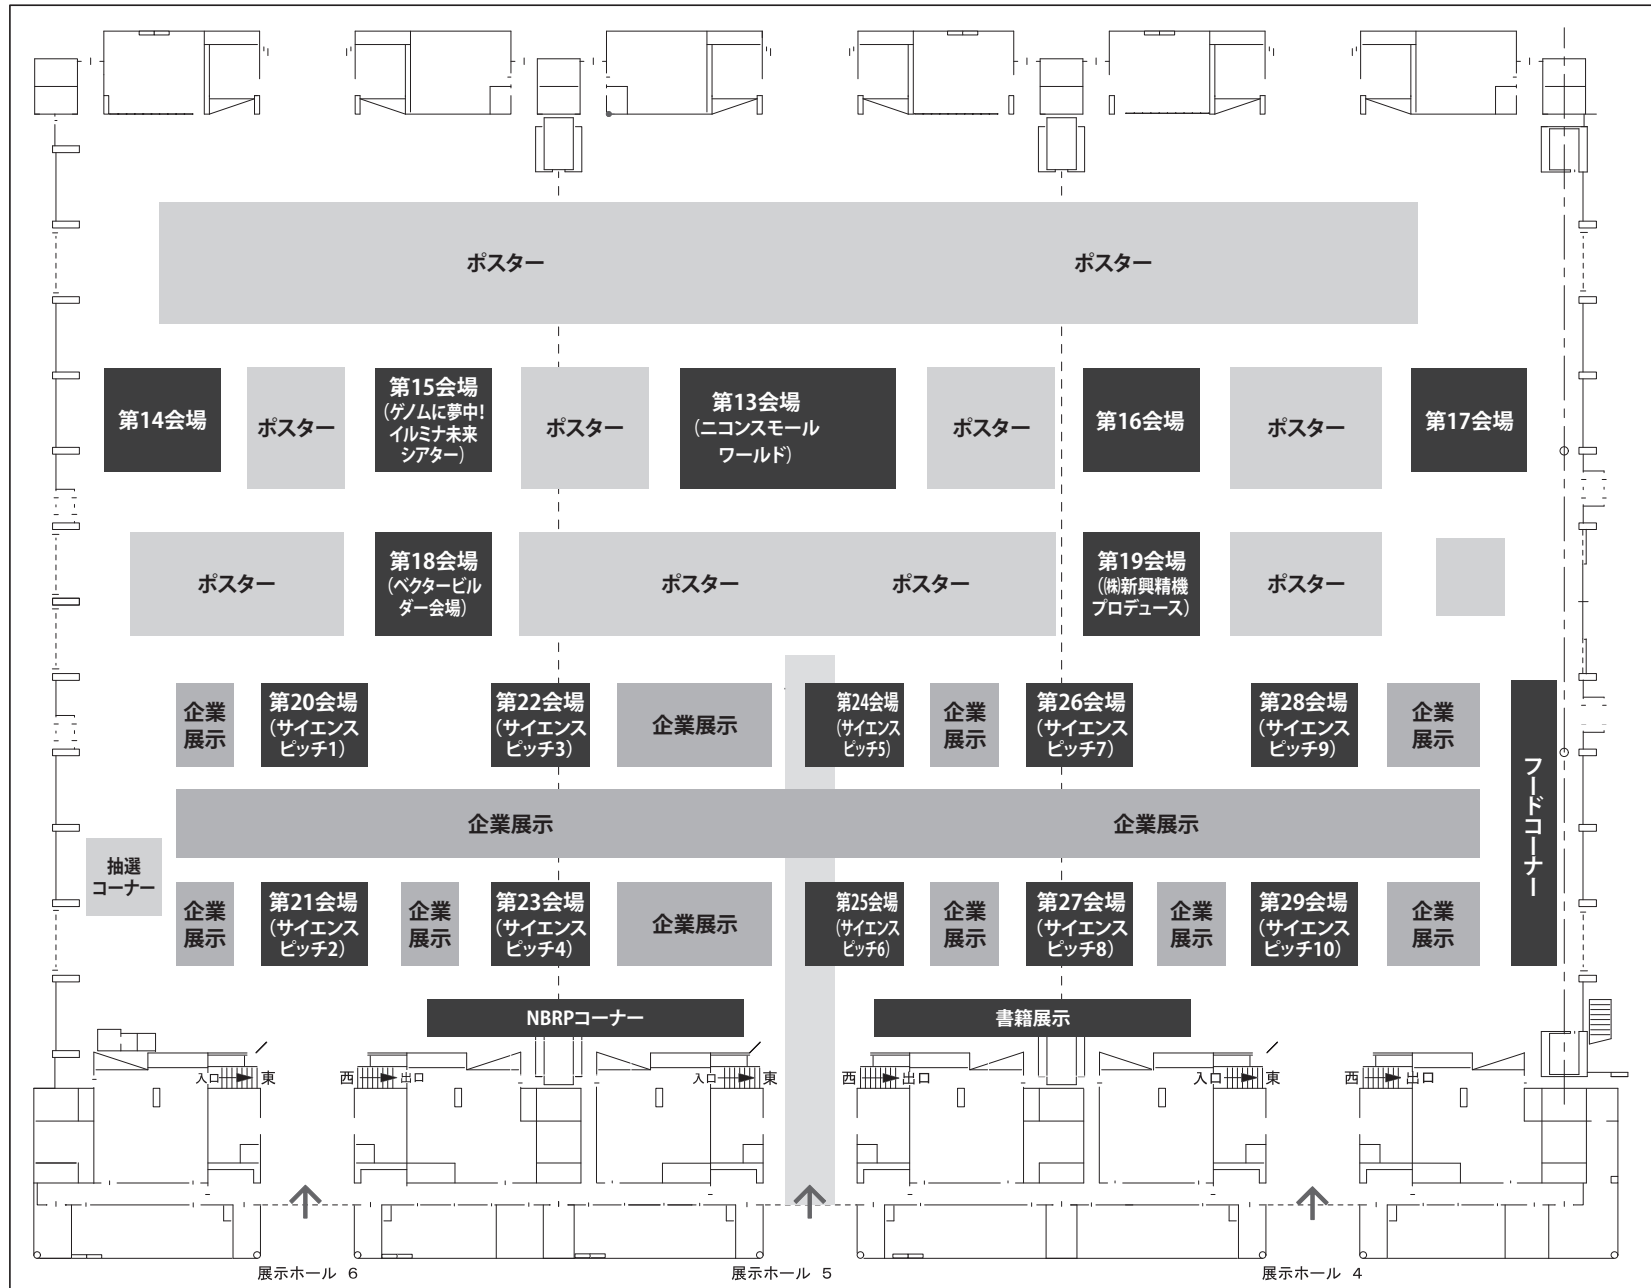 ポスター
ポスター
第14会場
ポスター
第15会場
(ゲノムに夢中!
イルミナ未来
シアター)
ポスター
第13会場
(ニコンスモール
ワールド)
ポスター
第16会場
ポスター
第17会場
ポスター
第18会場
(ベクタービル
ダー会場)
ポスター
ポスター
第19会場
(㈱新興精機
プロデュース)
ポスター
企業
展示
第20会場
(サイエンス
ピッチ1)
第22会場
(サイエンス
ピッチ3)
企業展示
第24会場
(サイエンス
ピッチ5)
企業
展示
第26会場
(サイエンス
ピッチ7)
第28会場
(サイエンス
ピッチ9)
企業
展示
フードコーナー
企業展示
企業展示
抽選
コーナー
企業
展示
第21会場
(サイエンス
ピッチ2)
企業
展示
第23会場
(サイエンス
ピッチ4)
企業展示
第25会場
(サイエンス
ピッチ6)
企業
展示
第27会場
(サイエンス
ピッチ8)
企業
展示
第29会場
(サイエンス
ピッチ10)
企業
展示
NBRPコーナー
書籍展示
入口 東
西 出口
入口 東
西 出口
入口 東
西 出口
展示ホール 6
展示ホール 5
展示ホール 4